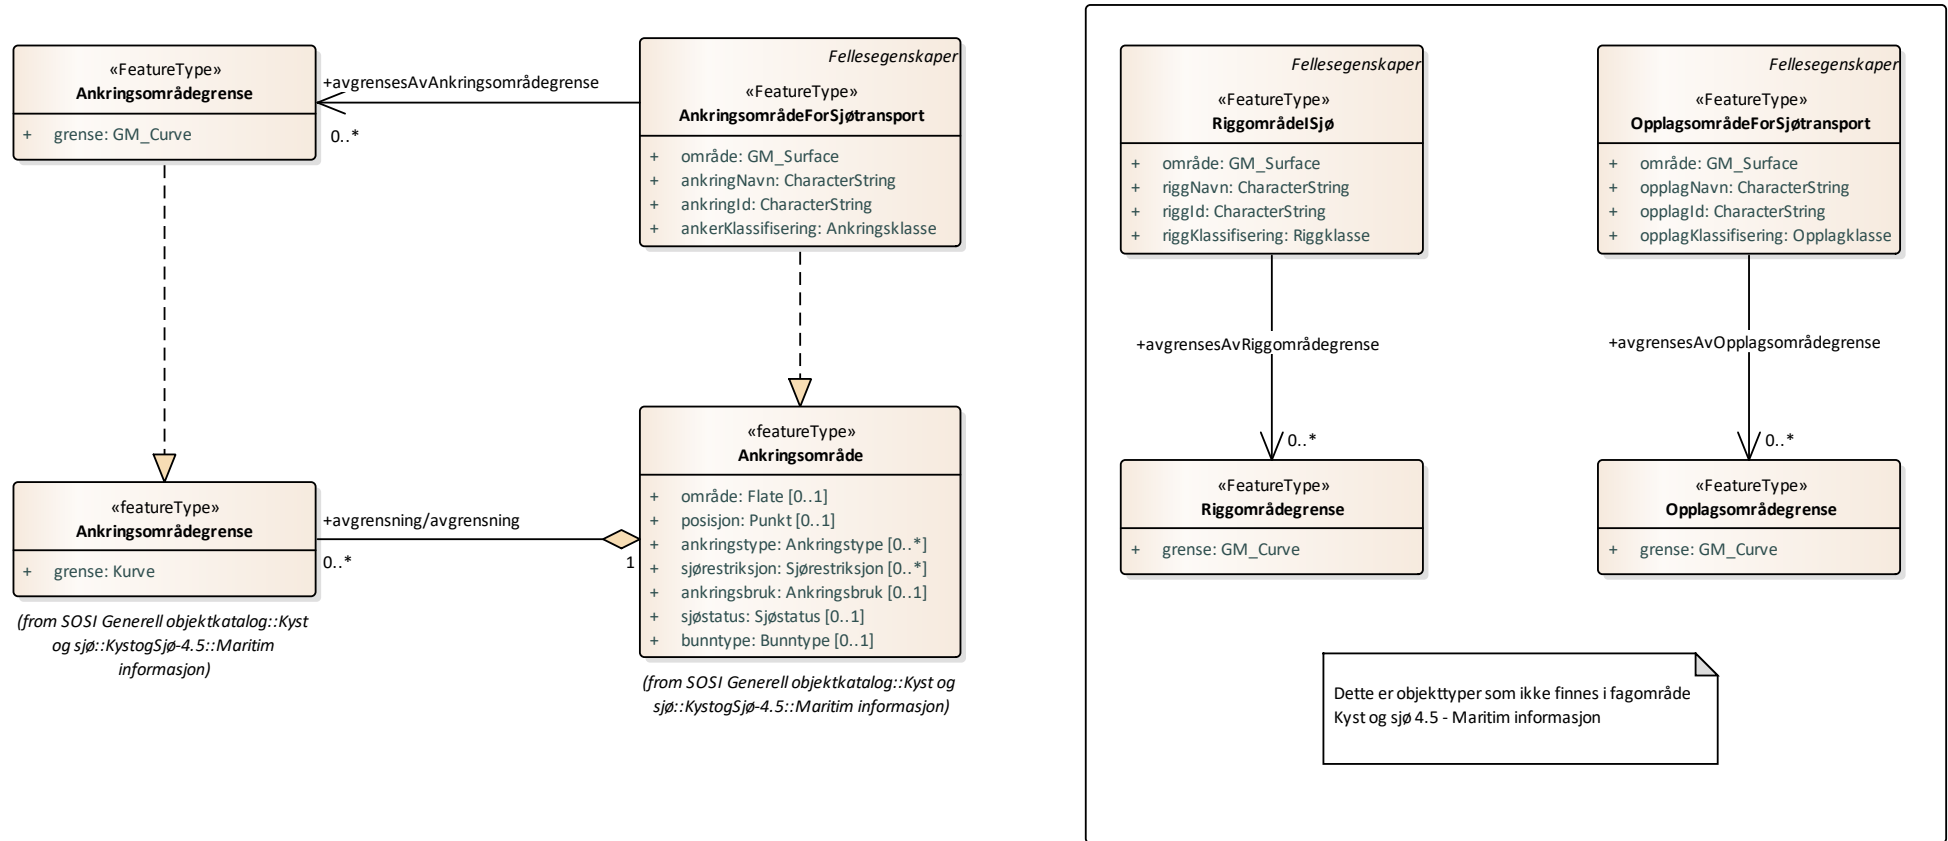 «FeatureType»
Ankringsområdegrense
+ grense: GM_Curve
+avgrensesAvAnkringsområdegrense
0..*
Fellesegenskaper
«FeatureType»
AnkringsområdeForSjøtransport
+ område: GM_Surface
+ ankringNavn: CharacterString
+ ankringId: CharacterString
+ ankerKlassifisering: Ankringsklasse
«featureType»
Ankringsområdegrense
+ grense: Kurve
(from SOSI Generell objektkatalog::Kyst
og sjø::KystogSjø-4.5::Maritim
informasjon)
+avgrensning/avgrensning
0..*
1
«featureType»
Ankringsområde
+ område: Flate [0..1]
+ posisjon: Punkt [0..1]
+ ankringstype: Ankringstype [0..*]
+ sjørestriksjon: Sjørestriksjon [0..*]
+ ankringsbruk: Ankringsbruk [0..1]
+ sjøstatus: Sjøstatus [0..1]
+ bunntype: Bunntype [0..1]
(from SOSI Generell objektkatalog::Kyst og
sjø::KystogSjø-4.5::Maritim informasjon)
Fellesegenskaper
«FeatureType»
RiggområdeISjø
+ område: GM_Surface
+ riggNavn: CharacterString
+ riggId: CharacterString
+ riggKlassifisering: Riggklasse
+avgrensesAvRiggområdegrense
0..*
«FeatureType»
Riggområdegrense
+ grense: GM_Curve
Fellesegenskaper
«FeatureType»
OpplagsområdeForSjøtransport
+ område: GM_Surface
+ opplagNavn: CharacterString
+ opplagId: CharacterString
+ opplagKlassifisering: Opplagklasse
+avgrensesAvOpplagsområdegrense
0..*
«FeatureType»
Opplagsområdegrense
+ grense: GM_Curve
Dette er objekttyper som ikke finnes i fagområde
Kyst og sjø 4.5 - Maritim informasjon